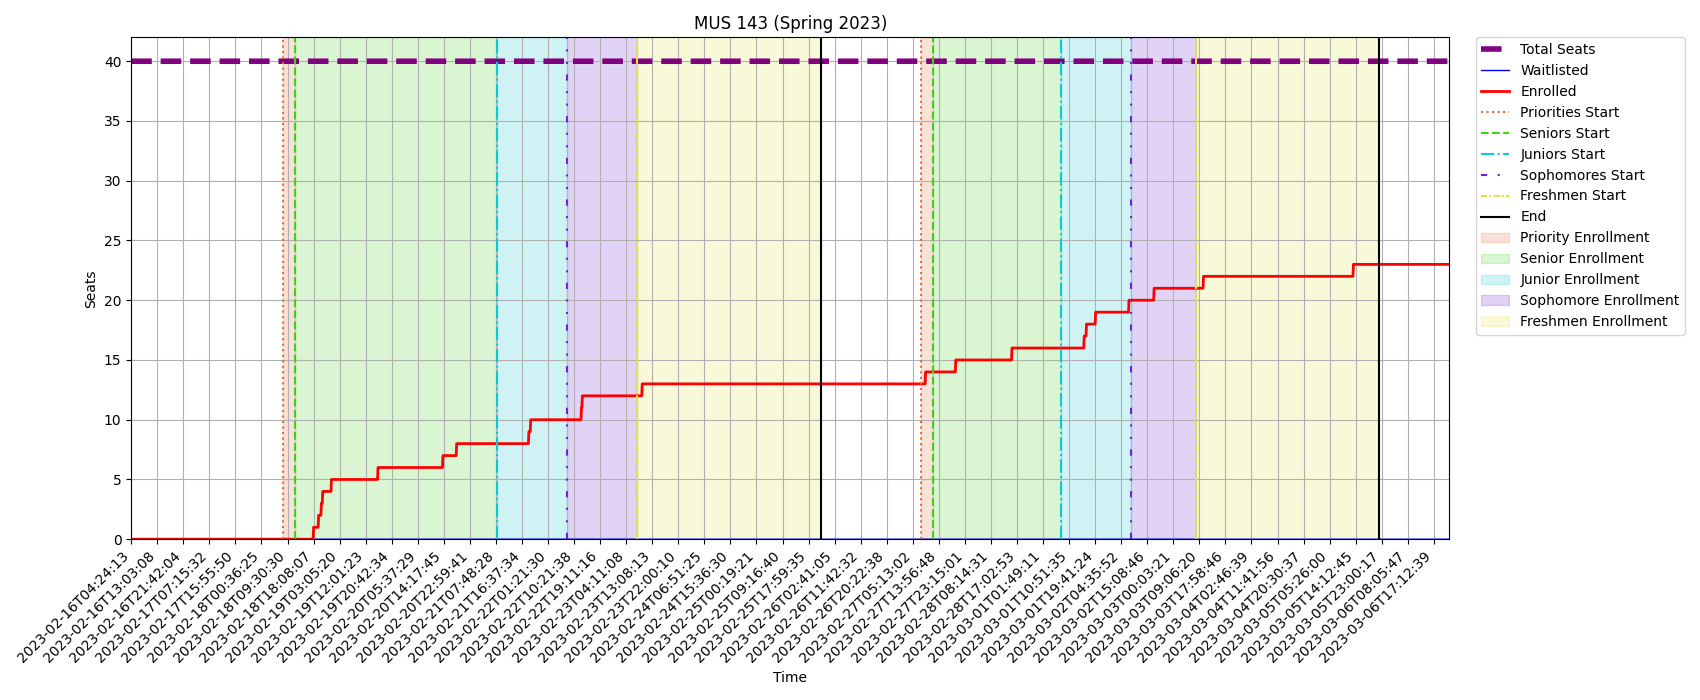 MUS 143 (Spring 2023)
Seats
40
35
30
25
20
15
10
5
0
2023-02-16T04:24:13
2023-02-16T13:03:08
2023-02-16T21:42:04
2023-02-17T07:15:32
2023-02-17T15:55:50
2023-02-18T00:36:25
2023-02-18T09:30:30
2023-02-18T18:08:07
2023-02-19T03:05:20
2023-02-19T12:01:23
2023-02-19T20:42:34
2023-02-20T05:37:29
2023-02-20T14:17:45
2023-02-20T22:59:41
2023-02-21T07:48:28
2023-02-21T16:37:34
2023-02-22T01:21:30
2023-02-22T10:21:38
2023-02-22T19:11:16
2023-02-23T04:11:08
2023-02-23T13:08:13
2023-02-23T22:00:10
2023-02-24T06:51:25
2023-02-24T15:36:30
2023-02-25T00:19:21
2023-02-25T09:16:40
2023-02-25T17:59:35
2023-02-26T02:41:05
2023-02-26T11:42:32
2023-02-26T20:22:38
2023-02-27T05:13:02
2023-02-27T13:56:48
2023-02-27T23:15:01
2023-02-28T08:14:31
2023-02-28T17:02:53
2023-03-01T01:49:11
2023-03-01T10:51:35
2023-03-01T19:41:24
2023-03-02T04:35:52
2023-03-02T15:08:46
2023-03-03T00:03:21
2023-03-03T09:06:20
2023-03-03T17:58:46
2023-03-04T02:46:39
2023-03-04T11:41:56
2023-03-04T20:30:37
2023-03-05T05:26:00
2023-03-05T14:12:45
2023-03-05T23:00:17
2023-03-06T08:05:47
2023-03-06T17:12:39
Time
Total Seats
Waitlisted
Enrolled
Priorities Start
Seniors Start
Juniors Start
Sophomores Start
Freshmen Start
End
Priority Enrollment
Senior Enrollment
Junior Enrollment
Sophomore Enrollment
Freshmen Enrollment